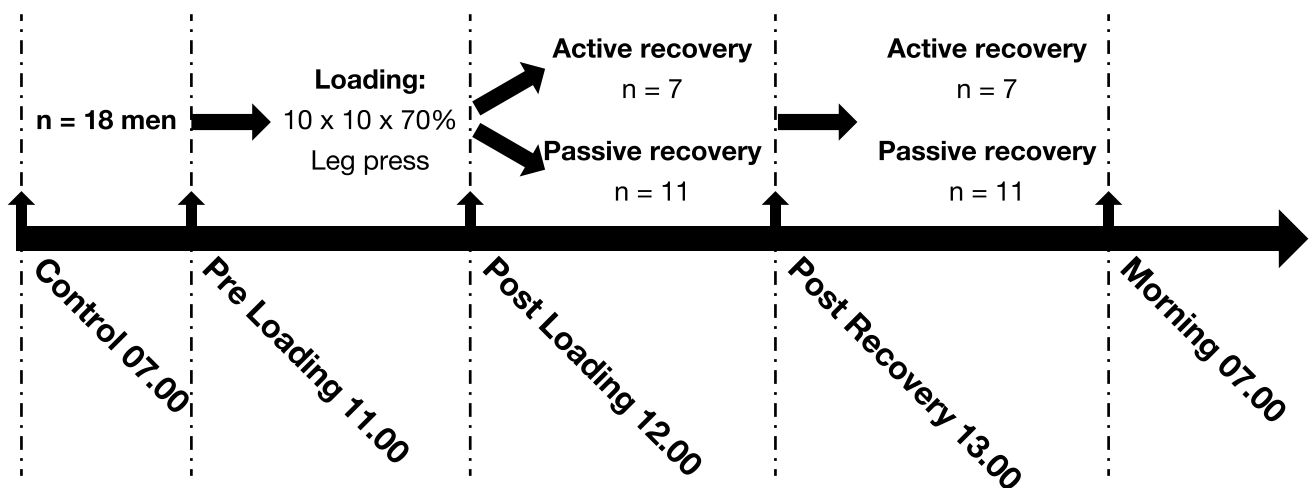 n = 18 men
Loading:
10 x 10 x 70%
Leg press
Active recovery
n = 7
Passive recovery
n = 11
Active recovery
n = 7
Passive recovery
n = 11
Control 07.00
Pre Loading 11.00
Post Loading 12.00
Post Recovery 13.00
Morning 07.00